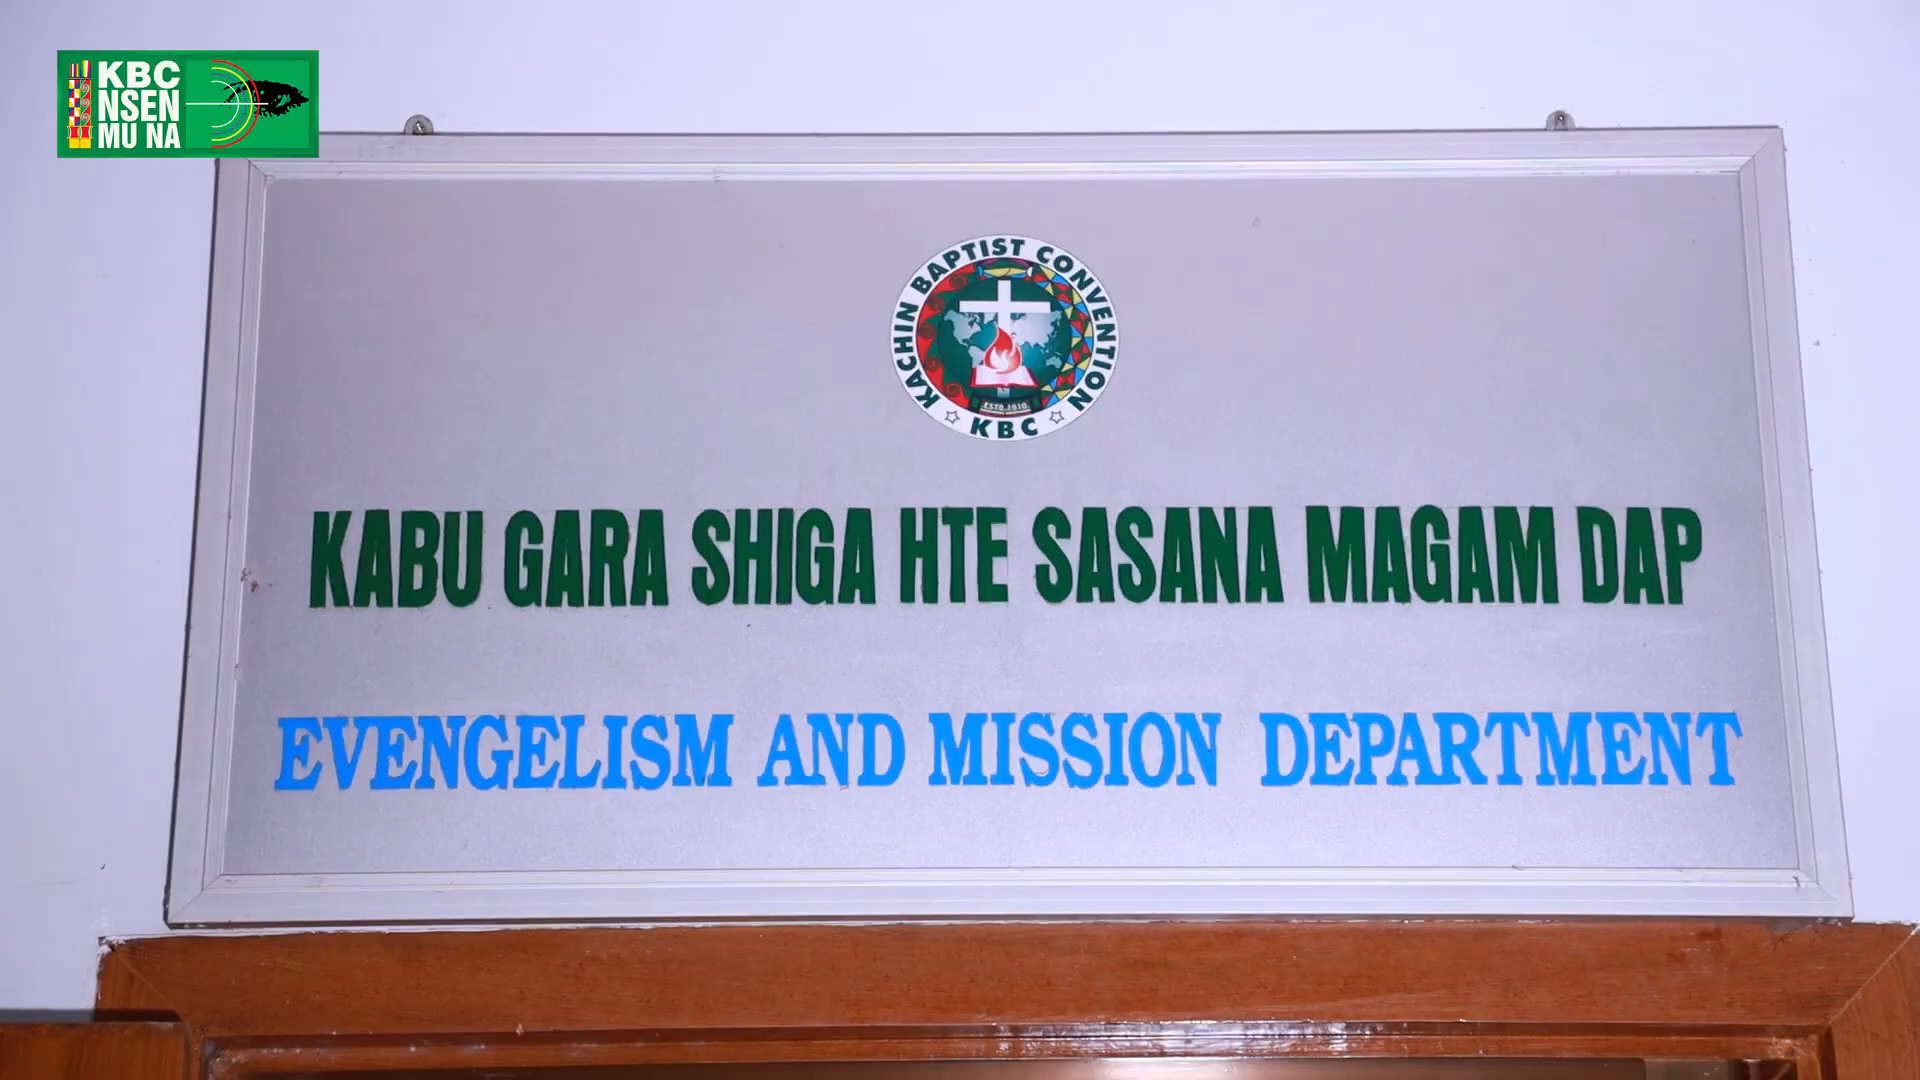 KBC
NSEN
MU NA
KACHIN BAPTIST CONVENTION
ESTD. 1910
KBC
KABU GARA SHIGA HTE SASANA MAGAM DAP
EVENGELISM AND MISSION DEPARTMENT